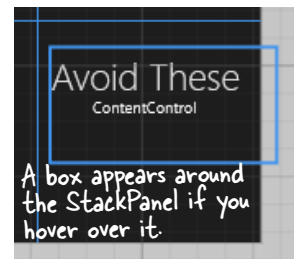 Avoid These
ContentControl
A box appears around
the StackPanel if you
hover over it.